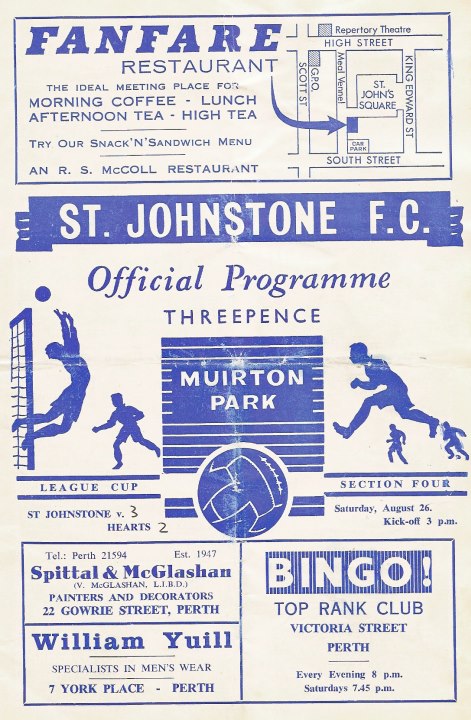 FANFARE
RESTAURANT
THE IDEAL MEETING PLACE FOR
MORNING COFFEE - LUNCH
AFTERNOON TEA - HIGH TEA
TRY OUR SNACK'N'SANDWICH MENU
AN R. S. McCOLL RESTAURANT
Repertory Theatre
HIGH STREET
SCOTT ST.
G.P.O.
Meal Vennel
ST. JOHN'S
SQUARE
KING EDWARD ST
CAR
PARK
SOUTH STREET
ST. JOHNSTONE F.C.
Official Programme
THREEPENCE
MUIRTON
PARK
LEAGUE CUP
SECTION FOUR
ST JOHNSTONE v. 3
HEARTS 2
Saturday, August 26.
Kick-off 3 p.m.
Tel.: Perth 21594 Est. 1947
Spittal & McGlashan
(V. McGLASHAN, L.I.B.D.)
PAINTERS AND DECORATORS
22 GOWRIE STREET, PERTH
William Yuill
SPECIALISTS IN MEN'S WEAR
7 YORK PLACE - PERTH
BINGO!
TOP RANK CLUB
VICTORIA STREET
PERTH
Every Evening 8 p.m.
Saturdays 7.45 p.m.